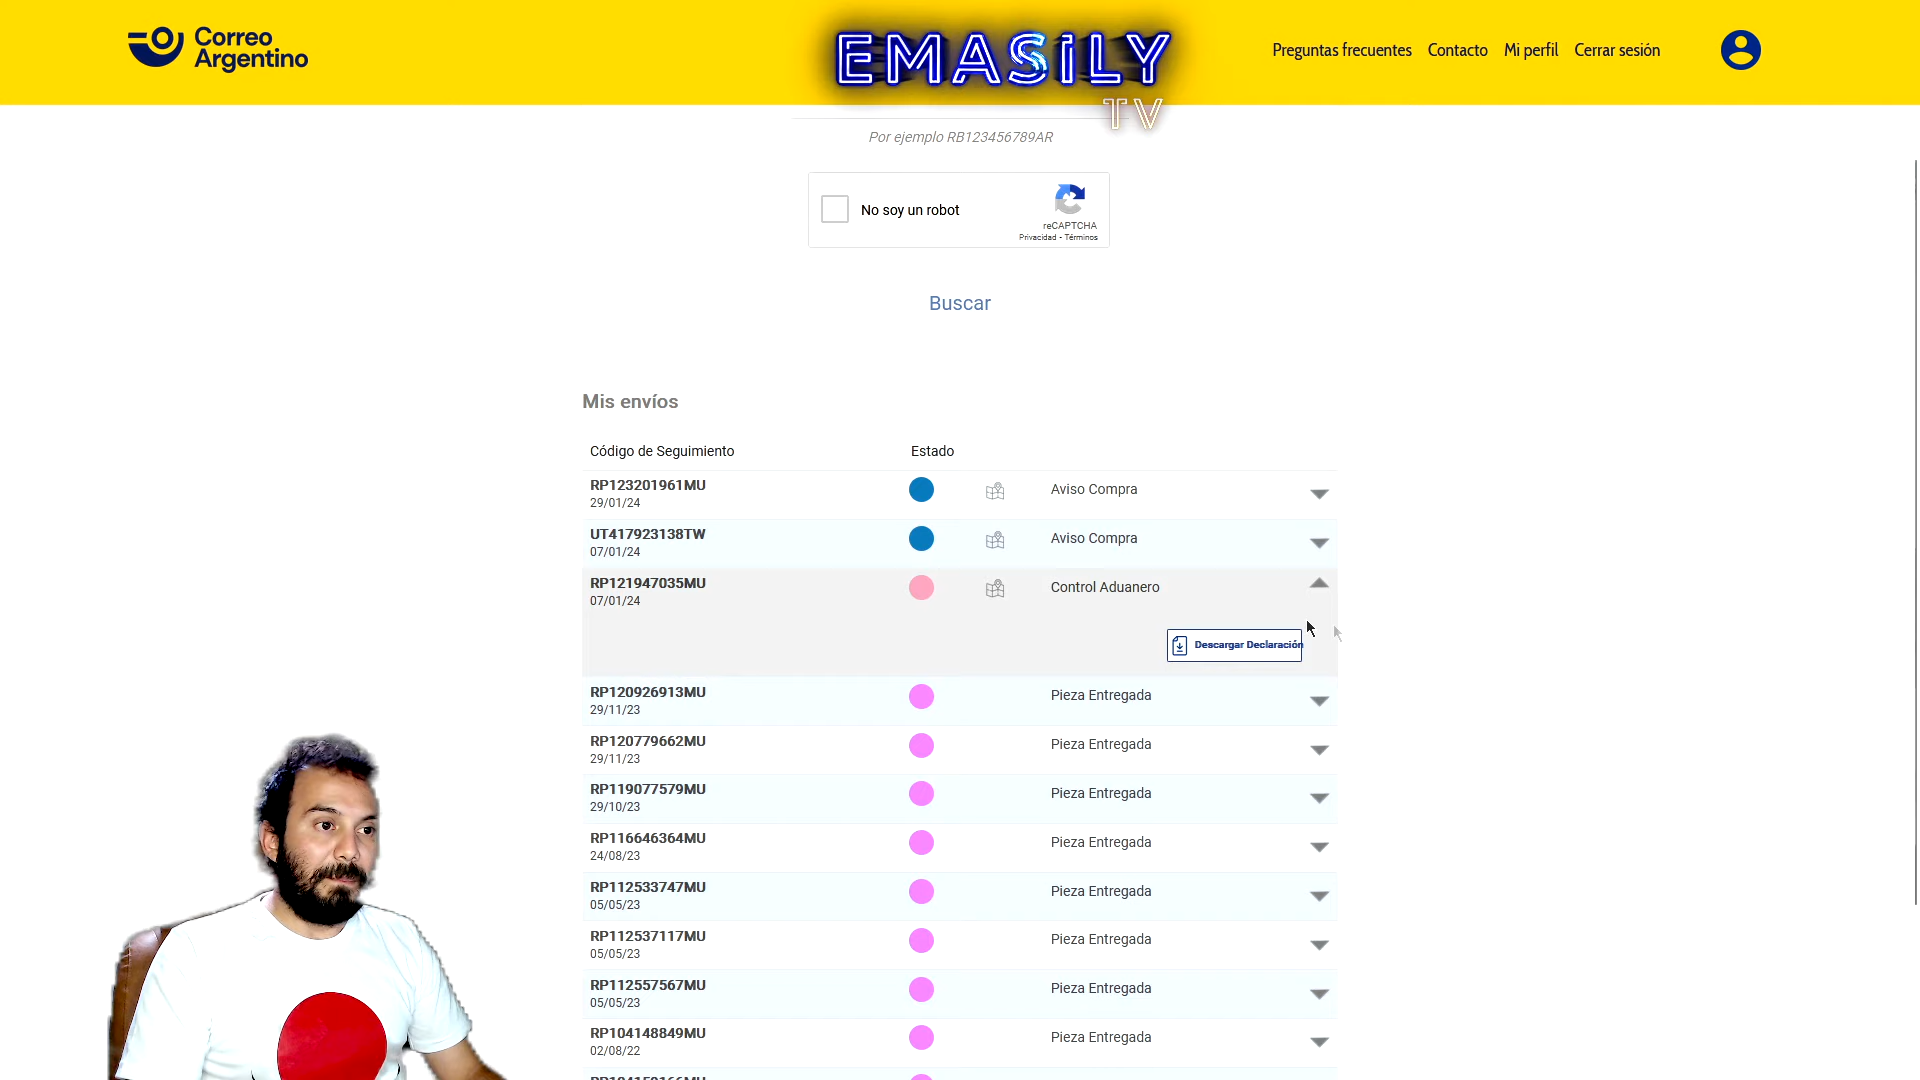 Correo
Argentino
EMASiLY
TV
Preguntas frecuentes
Contacto
Mi perfil
Cerrar sesión
Por ejemplo RB123456789AR
No soy un robot
reCAPTCHA
Privacidad - Términos
Buscar
Mis envíos
Código de Seguimiento Estado
RP123201961MU Aviso Compra
29/01/24
UT417923138TW Aviso Compra
07/01/24
RP121947035MU Control Aduanero
07/01/24
Descargar Declaración
RP120926913MU Pieza Entregada
29/11/23
RP120779662MU Pieza Entregada
29/11/23
RP119077579MU Pieza Entregada
29/10/23
RP116646364MU Pieza Entregada
24/08/23
RP112533747MU Pieza Entregada
05/05/23
RP112537117MU Pieza Entregada
05/05/23
RP112557567MU Pieza Entregada
05/05/23
RP104148849MU Pieza Entregada
02/08/22